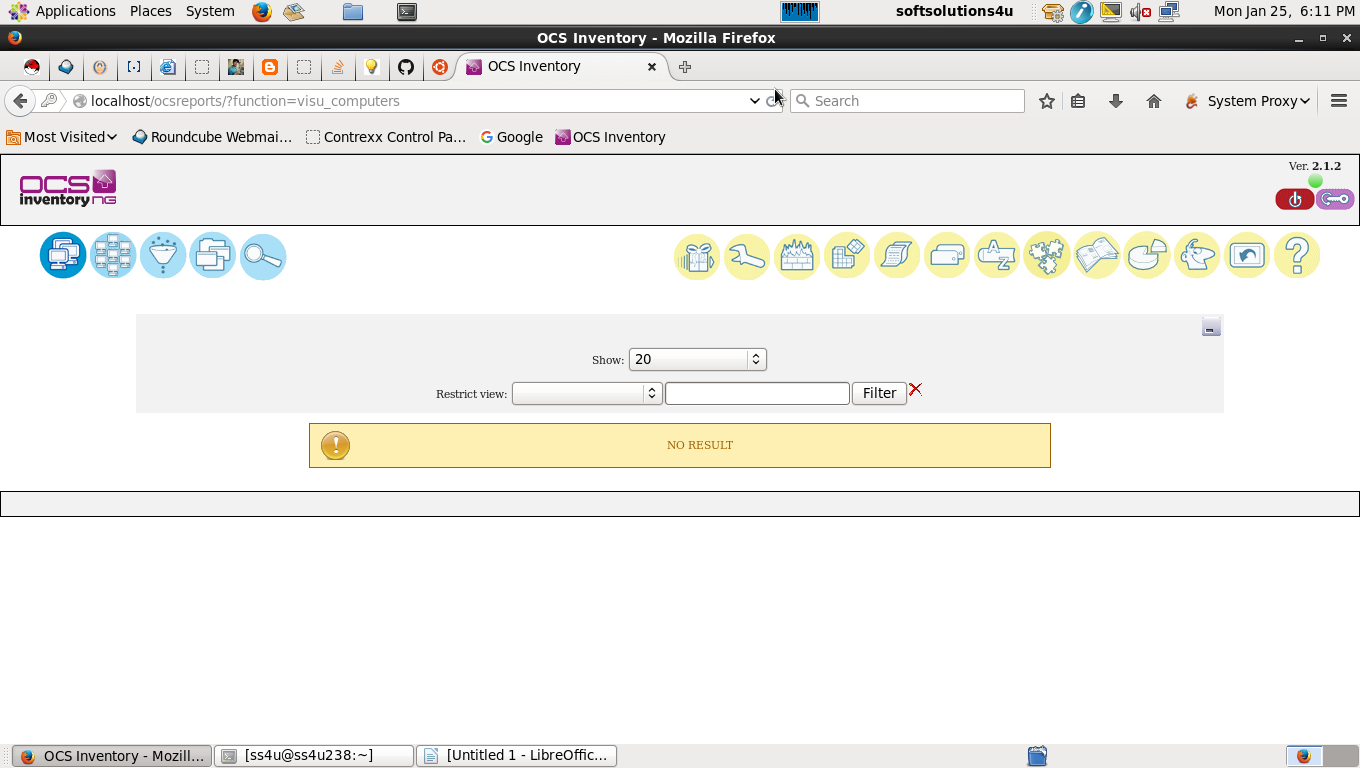 Applications Places System softsolutions4u Mon Jan 25, 6:11 PM
OCS Inventory - Mozilla Firefox
OCS Inventory
localhost/ocsreports/?function=visu_computers Search System Proxy
Most Visited Roundcube Webmai... Contrexx Control Pa... Google OCS Inventory
Ver. 2.1.2
OCS
inventory NG
Show: 20
Restrict view: Filter
NO RESULT
OCS Inventory - Mozill... [ss4u@ss4u238:~] [Untitled 1 - LibreOffic...